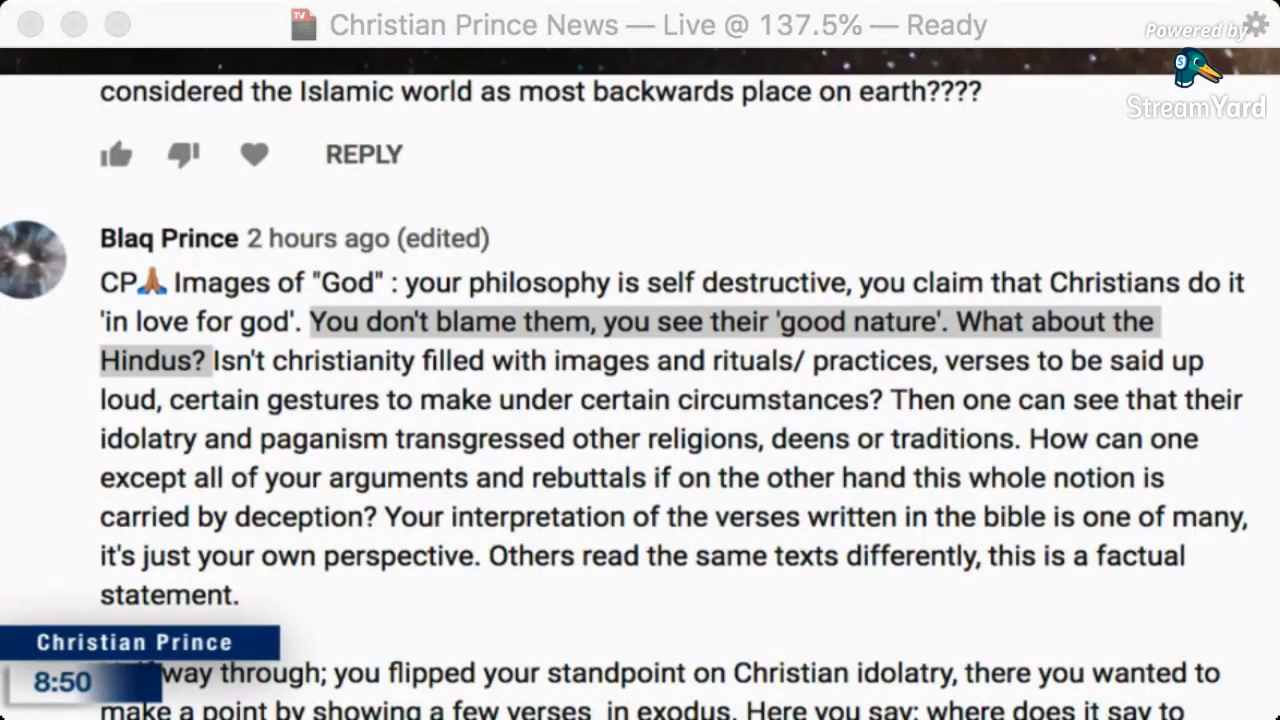 Christian Prince News — Live @ 137.5% — Ready
Powered by
StreamYard
considered the Islamic world as most backwards place on earth????
REPLY
Blaq Prince 2 hours ago (edited)
CP🙏🏾 Images of "God" : your philosophy is self destructive, you claim that Christians do it
'in love for god'. You don't blame them, you see their 'good nature'. What about the
Hindus? Isn't christianity filled with images and rituals/ practices, verses to be said up
loud, certain gestures to make under certain circumstances? Then one can see that their
idolatry and paganism transgressed other religions, deens or traditions. How can one
except all of your arguments and rebuttals if on the other hand this whole notion is
carried by deception? Your interpretation of the verses written in the bible is one of many,
it's just your own perspective. Others read the same texts differently, this is a factual
statement.
Christian Prince
8:50
way through; you flipped your standpoint on Christian idolatry, there you wanted to
make a point by showing a few verses in exodus. Here you say: where does it say to